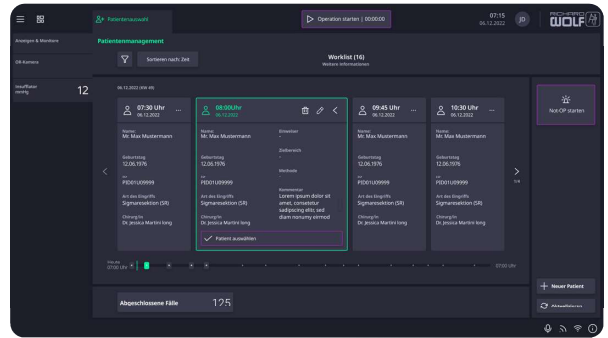 Patientenauswahl
Operation starten | 00:00:00
07:15
06.12.2022
JD
RICHARD
WOLF
Anzeigen & Monitore
OR-Kamera
Insufflator
12
Patientenmanagement
Sortieren nach: Zeit
Worklist (16)
Weitere Informationen
06.12.2022 (KW 49)
07:30 Uhr ...
06.12.2022
Name:
Mr. Max Mustermann
Geburtstag
12.06.1976
PID01U09999
Art des Eingriffs
Sigmaresektion (SR)
Chirurg/in
Dr. Jessica Martini long
08:00Uhr
06.12.2022
Name:
Mr. Max Mustermann
Geburtstag
12.06.1976
PID01U09999
Art des Eingriffs
Sigmaresektion (SR)
Chirurg/in
Dr. Jessica Martini long
Einweiser
-
Zielbereich
-
Methode
-
Kommentar
Lorem ipsum dolor sit
amet, consetetur
sadipscing elitr, sed
diam nonumy eirmod
Patient auswählen
09:45 Uhr ...
06.12.2022
Name:
Mr. Max Mustermann
Geburtstag
12.06.1976
PID01U09999
Art des Eingriffs
Sigmaresektion (SR)
Chirurg/in
Dr. Jessica Martini long
10:30 Uhr ...
06.12.2022
Name:
Mr. Max Mustermann
Geburtstag
12.06.1976
PID01U09999
Art des Eingriffs
Sigmaresektion (SR)
Chirurg/in
Dr. Jessica Martini long
Not-OP starten
07:00 Uhr
07:00 Uhr
Abgeschlossene Fälle
125
Neuer Patient